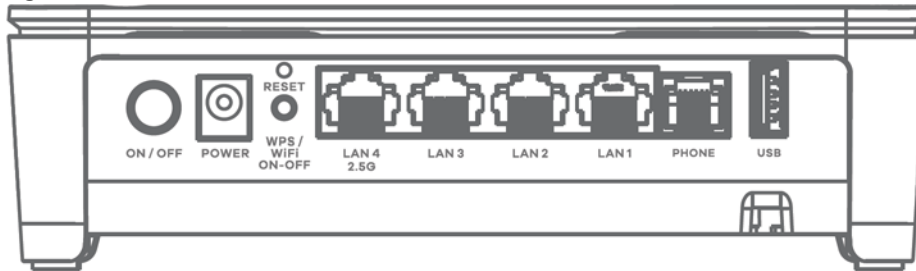 RESET
ON / OFF
POWER
WPS /
WiFi
ON-OFF
LAN 4
2.5G
LAN 3
LAN 2
LAN 1
PHONE
USB